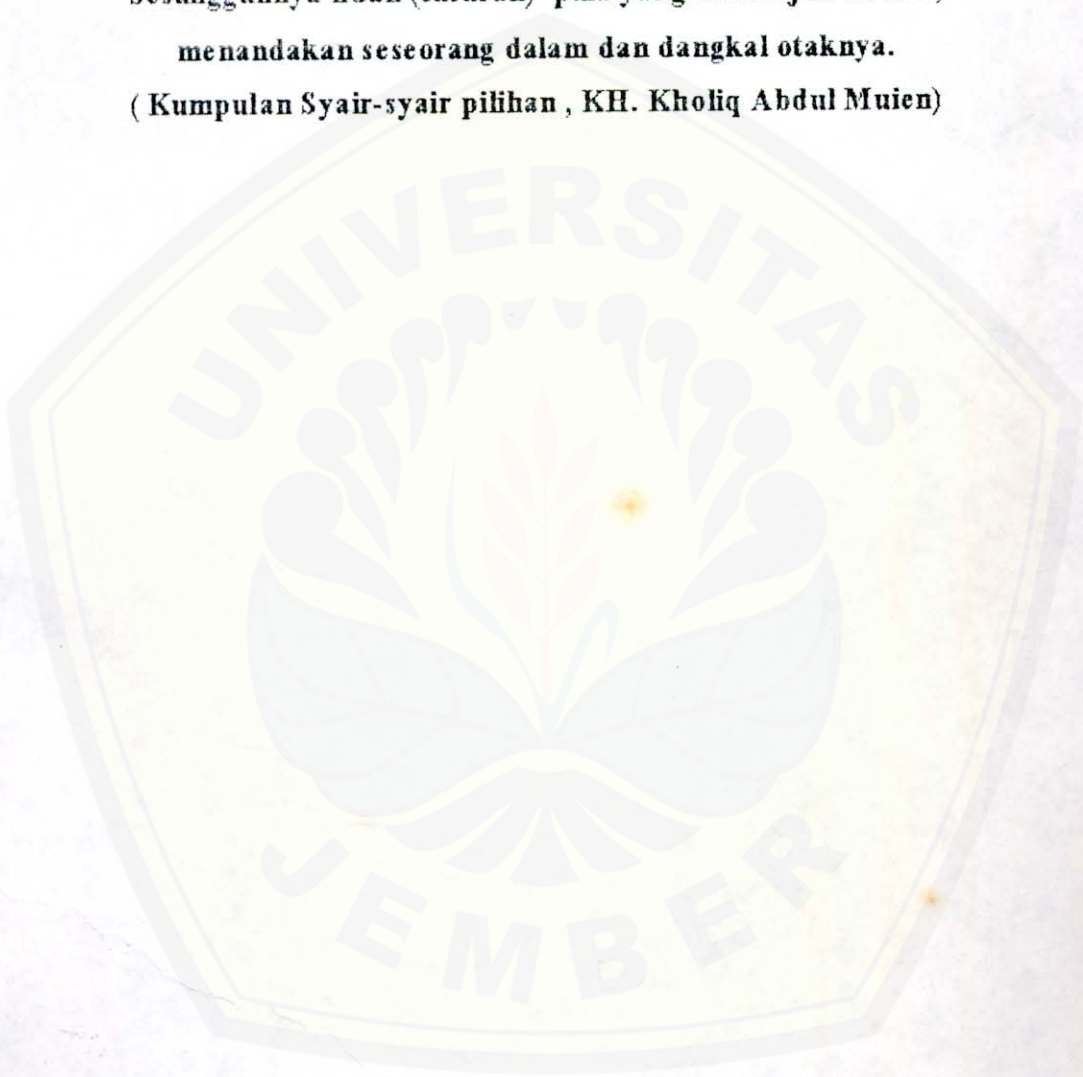 menandakan seseorang dalam dan dangkal otaknya.
( Kumpulan Syair-syair pilihan , KH. Kholiq Abdul Muien)
UNIVERSITAS
JEMBER